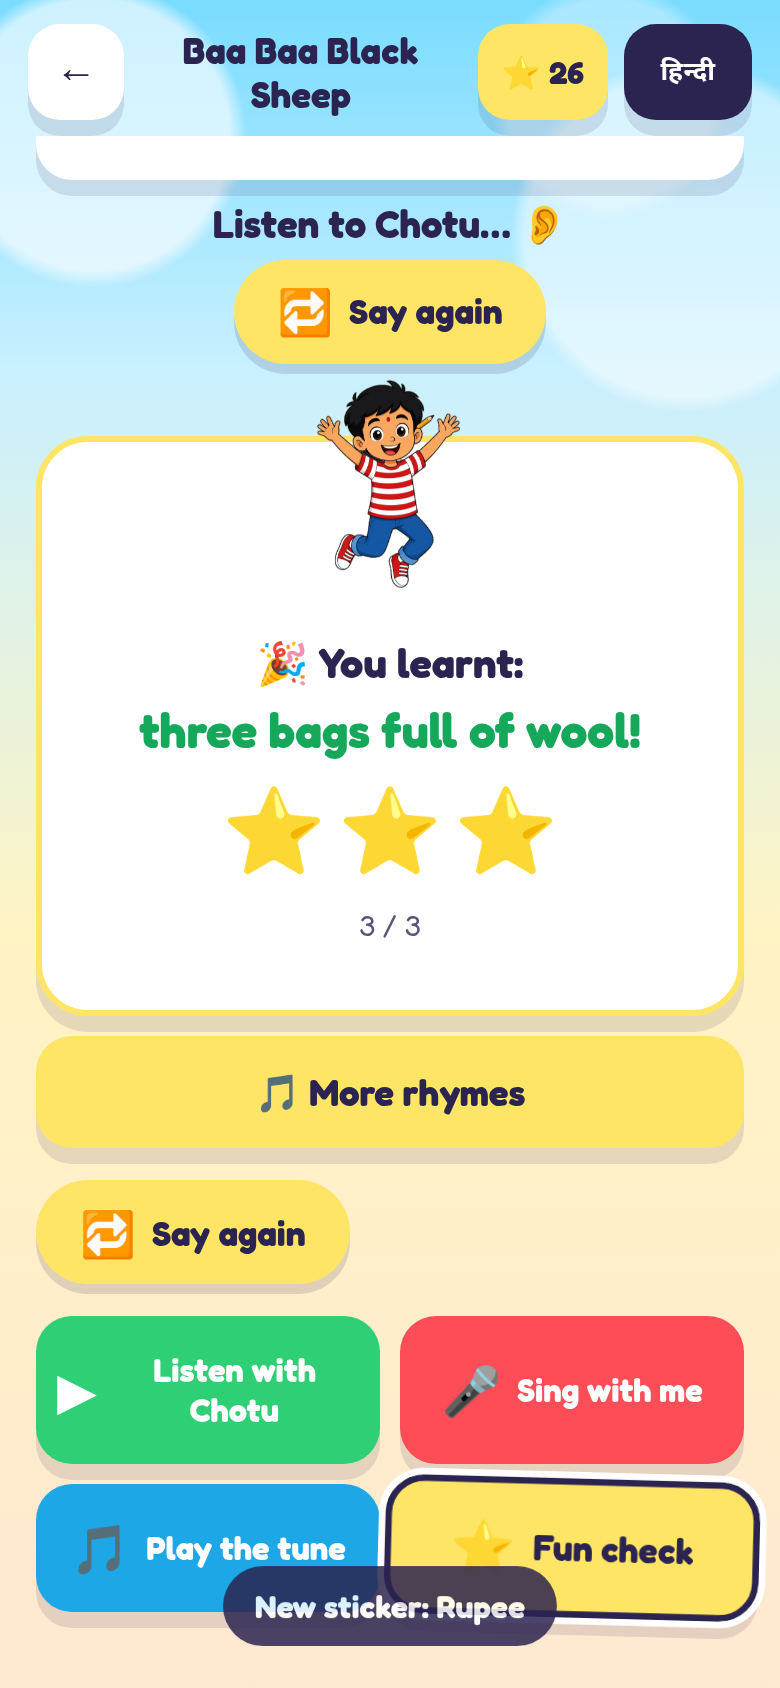 ←
Baa Baa Black
Sheep
26
हिन्दी
Listen to Chotu...
Say again
You learnt:
three bags full of wool!
3 / 3
More rhymes
Say again
Listen with
Chotu
Sing with me
Play the tune
Fun check
New sticker: Rupee